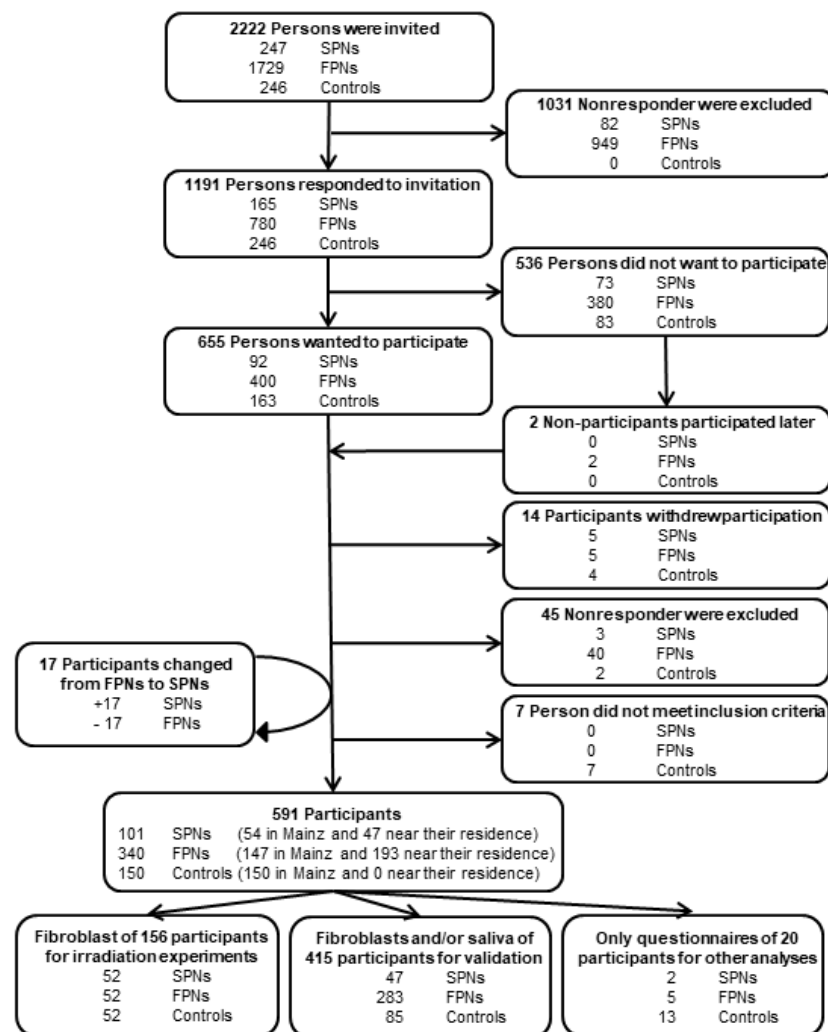 2222 Persons were invited
247 SPNs
1729 FPNs
246 Controls
1031 Nonresponder were excluded
82 SPNs
949 FPNs
0 Controls
1191 Persons responded to invitation
165 SPNs
780 FPNs
246 Controls
536 Persons did not want to participate
73 SPNs
380 FPNs
83 Controls
655 Persons wanted to participate
92 SPNs
400 FPNs
163 Controls
2 Non-participants participated later
0 SPNs
2 FPNs
0 Controls
14 Participants withdrew participation
5 SPNs
5 FPNs
4 Controls
45 Nonresponder were excluded
3 SPNs
40 FPNs
2 Controls
17 Participants changed
from FPNs to SPNs
+17 SPNs
- 17 FPNs
7 Person did not meet inclusion criteria
0 SPNs
0 FPNs
7 Controls
591 Participants
101 SPNs (54 in Mainz and 47 near their residence)
340 FPNs (147 in Mainz and 193 near their residence)
150 Controls (150 in Mainz and 0 near their residence)
Fibroblast of 156 participants
for irradiation experiments
52 SPNs
52 FPNs
52 Controls
Fibroblasts and/or saliva of
415 participants for validation
47 SPNs
283 FPNs
85 Controls
Only questionnaires of 20
participants for other analyses
2 SPNs
5 FPNs
13 Controls